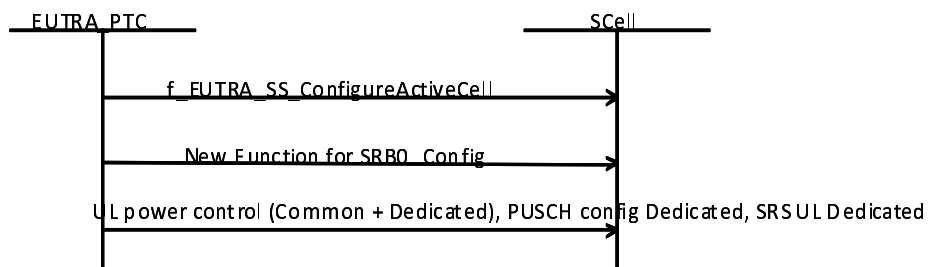 EUTRA_PTC
SCell
f_EUTRA_SS_ConfigureActiveCell
New Function for SRB0_Config
UL power control (Common + Dedicated), PUSCH config Dedicated, SRS UL Dedicated